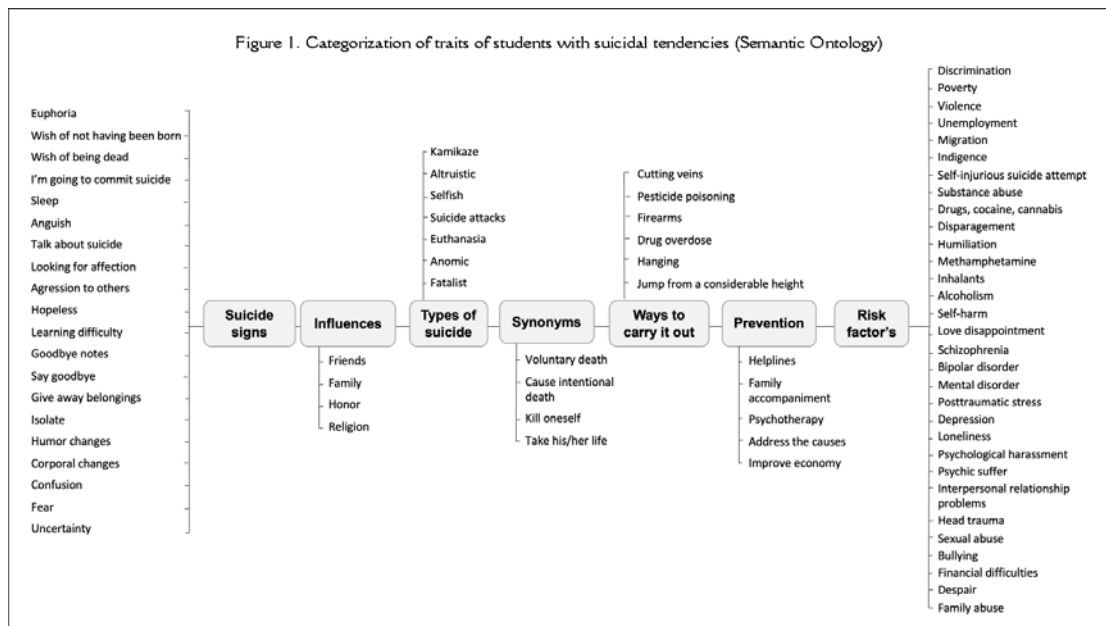 Figure 1. Categorization of traits of students with suicidal tendencies (Semantic Ontology)
Euphoria
Wish of not having been born
Wish of being dead
I'm going to commit suicide
Sleep
Anguish
Talk about suicide
Looking for affection
Agression to others
Hopeless
Learning difficulty
Goodbye notes
Say goodbye
Give away belongings
Isolate
Humor changes
Corporal changes
Confusion
Fear
Uncertainty
Suicide
signs
Influences
Friends
Family
Honor
Religion
Kamikaze
Altruistic
Selfish
Suicide attacks
Euthanasia
Anomic
Fatalist
Types of
suicide
Synonyms
Voluntary death
Cause intentional
death
Kill oneself
Take his/her life
Cutting veins
Pesticide poisoning
Firearms
Drug overdose
Hanging
Jump from a considerable height
Ways to
carry it out
Prevention
Helplines
Family
accompaniment
Psychotherapy
Address the causes
Improve economy
Risk
factor's
Discrimination
Poverty
Violence
Unemployment
Migration
Indigence
Self-injurious suicide attempt
Substance abuse
Drugs, cocaine, cannabis
Disparagement
Humiliation
Methamphetamine
Inhalants
Alcoholism
Self-harm
Love disappointment
Schizophrenia
Bipolar disorder
Mental disorder
Posttraumatic stress
Depression
Loneliness
Psychological harassment
Psychic suffer
Interpersonal relationship
problems
Head trauma
Sexual abuse
Bullying
Financial difficulties
Despair
Family abuse